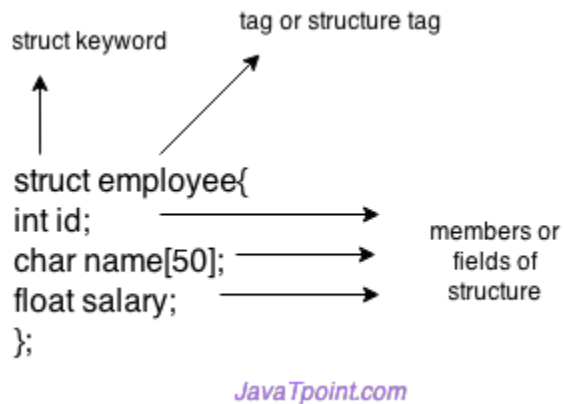 struct keyword
tag or structure tag
struct employee{
int id;
char name[50];
float salary;
};
members or
fields of
structure
JavaTpoint.com